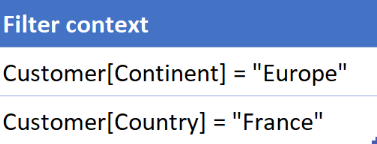 Filter context
Customer[Continent] = "Europe"
Customer[Country] = "France"